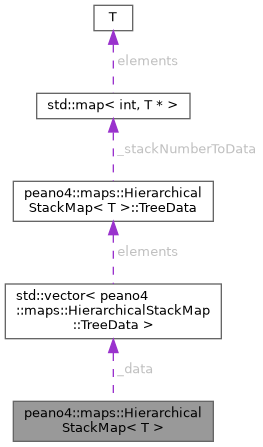 T
elements
std::map< int, T * >
_stackNumberToData
peano4::maps::Hierarchical
StackMap< T >::TreeData
elements
std::vector< peano4
::maps::HierarchicalStackMap
::TreeData >
_data
peano4::maps::Hierarchical
StackMap< T >